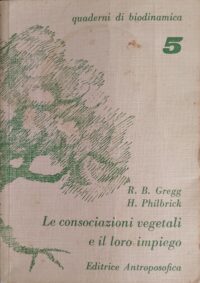 quaderni di biodinamica
5
R. B. Gregg
H. Philbrick
Le consociazioni vegetali
e il loro impiego
Editrice Antroposofica